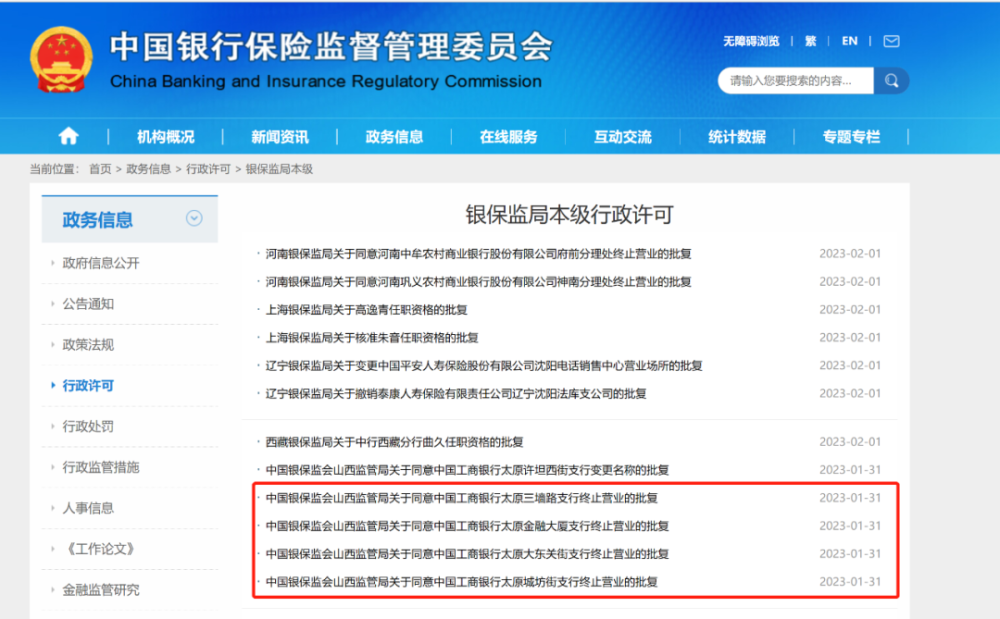 中国银行保险监督管理委员会
China Banking and Insurance Regulatory Commission
无障碍浏览 | 繁 | EN |
请输入您要搜索的内容...
机构概况 | 新闻资讯 | 政务信息 | 在线服务 | 互动交流 | 统计数据 | 专题专栏
当前位置: 首页 > 政务信息 > 行政许可 > 银保监局本级
政务信息
政府信息公开
公告通知
政策法规
行政许可
行政处罚
行政监管措施
人事信息
《工作论文》
金融监管研究
银保监局本级行政许可
· 河南银保监局关于同意河南中牟农村商业银行股份有限公司府前分理处终止营业的批复 2023-02-01
· 河南银保监局关于同意河南巩义农村商业银行股份有限公司神南分理处终止营业的批复 2023-02-01
· 上海银保监局关于高逸青任职资格的批复 2023-02-01
· 上海银保监局关于核准朱音任职资格的批复 2023-02-01
· 辽宁银保监局关于变更中国平安人寿保险股份有限公司沈阳电话销售中心营业场所的批复 2023-02-01
· 辽宁银保监局关于撤销泰康人寿保险有限责任公司辽宁沈阳法库支公司的批复 2023-02-01
· 西藏银保监局关于中行西藏分行曲久任职资格的批复 2023-02-01
· 中国银保监会山西监管局关于同意中国工商银行太原许坦西街支行变更名称的批复 2023-01-31
· 中国银保监会山西监管局关于同意中国工商银行太原三墙路支行终止营业的批复 2023-01-31
· 中国银保监会山西监管局关于同意中国工商银行太原金融大厦支行终止营业的批复 2023-01-31
· 中国银保监会山西监管局关于同意中国工商银行太原大东关街支行终止营业的批复 2023-01-31
· 中国银保监会山西监管局关于同意中国工商银行太原城坊街支行终止营业的批复 2023-01-31